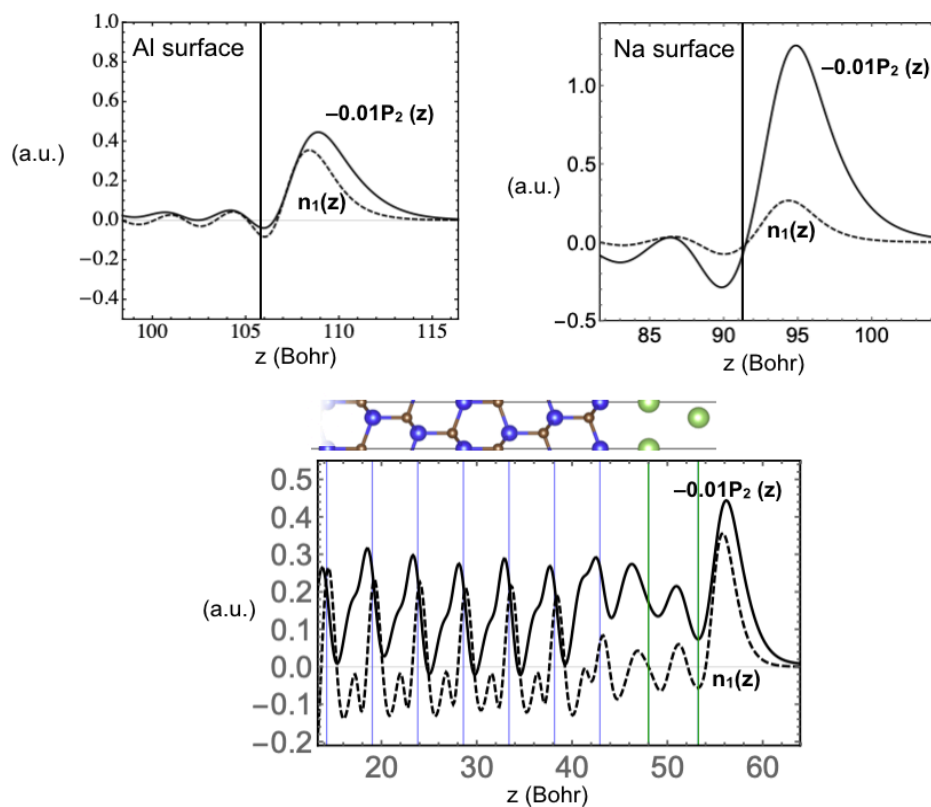 Al surface
−0.01P₂ (z)
n₁(z)
(a.u.)
1.0
0.8
0.6
0.4
0.2
0.0
−0.2
−0.4
100 105 110 115
z (Bohr)
Na surface
−0.01P₂ (z)
n₁(z)
(a.u.)
1.0
0.5
0.0
−0.5
85 90 95 100
z (Bohr)
−0.01P₂ (z)
n₁(z)
(a.u.)
0.5
0.4
0.3
0.2
0.1
0.0
−0.1
−0.2
20 30 40 50 60
z (Bohr)